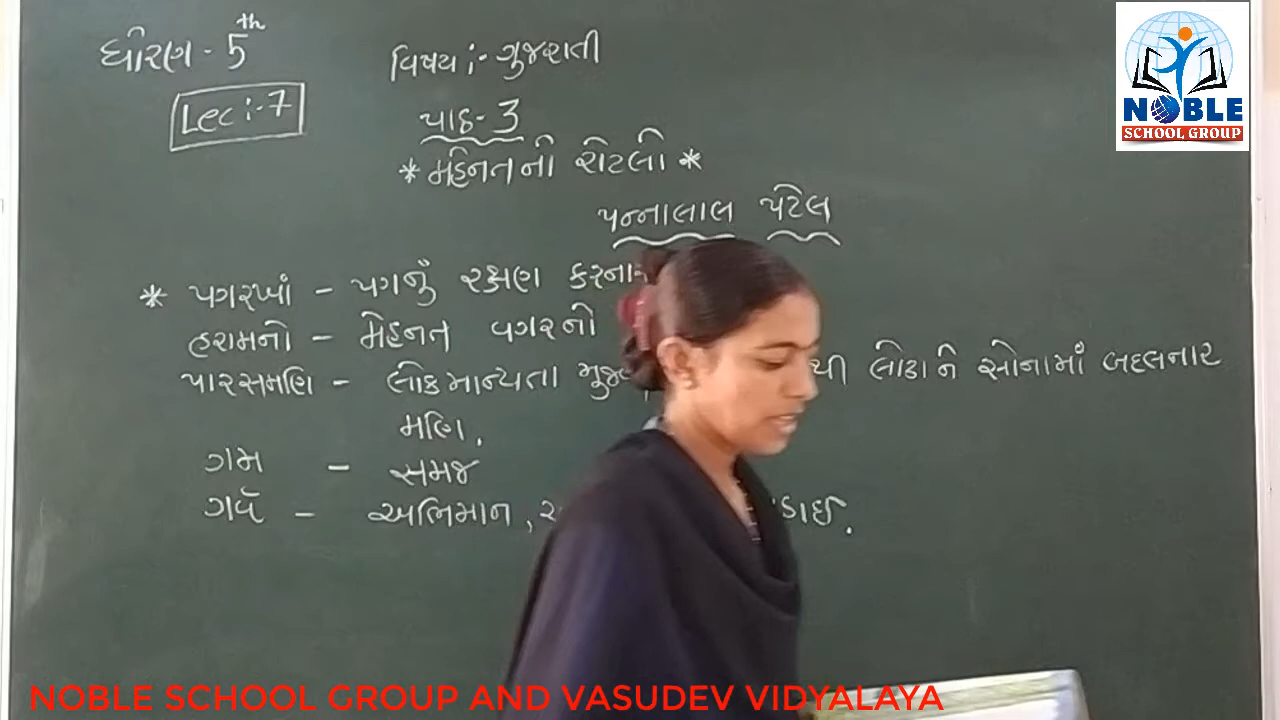 ધોરણ - 5th
Lec :- 7
વિષય :- ગુજરાતી
પાઠ - 3
* મહેનતની રોટલી *
પન્નાલાલ પટેલ
* પગરખાં - પગનું રક્ષણ કરનાર
હરામનો - મેહનત વગરનો
પારસમણિ - લોકમાન્યતા મુજબ થી લોઢાને સોનામાં બદલનાર
મણિ.
ગમ - સમજ
ગર્વ - અભિમાન,
NOBLE
SCHOOL GROUP
NOBLE SCHOOL GROUP AND VASUDEV VIDYALAYA